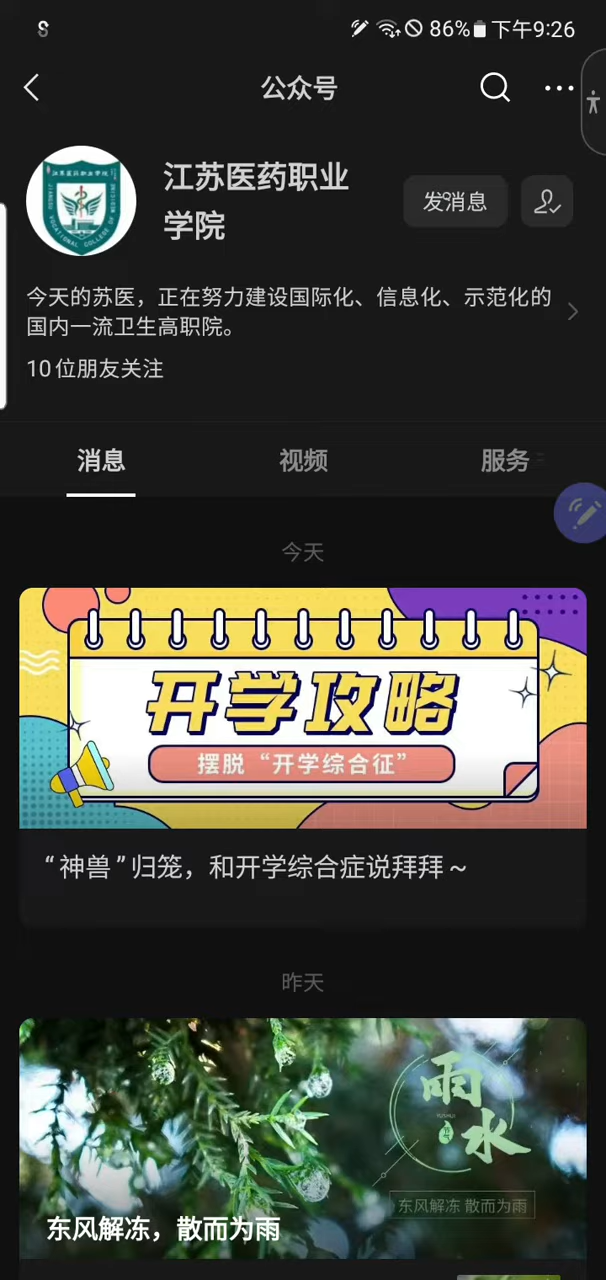 86% 下午9:26
公众号
江苏医药职业
学院
发消息
今天的苏医，正在努力建设国际化、信息化、示范化的
国内一流卫生高职院。
10位朋友关注
消息 视频 服务
今天
开学攻略
摆脱“开学综合征”
“神兽”归笼，和开学综合症说拜拜～
昨天
雨
水
东风解冻 散而为雨
东风解冻，散而为雨